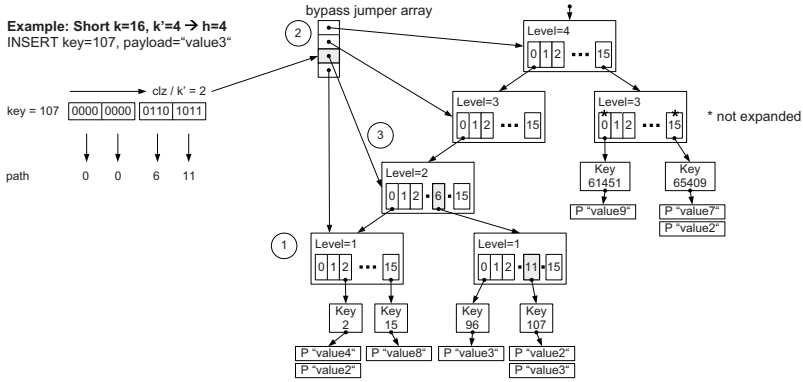 bypass jumper array
Example: Short k=16, k'=4 → h=4
INSERT key=107, payload="value3"
2
Level=4
0 1 2 ... 15
clz / k' = 2
key = 107 0000 0000 0110 1011
Level=3
0 1 2 ... 15
Level=3
* *
0 1 2 ... 15
* not expanded
3
path 0 0 6 11
Level=2
0 1 2 · 6 · 15
Key
61451
Key
65409
P "value9"
P "value7"
P "value2"
1
Level=1
0 1 2 ... 15
Level=1
0 1 2 · 11 · 15
Key
2
Key
15
Key
96
Key
107
P "value4"
P "value8"
P "value3"
P "value2"
P "value2"
P "value3"